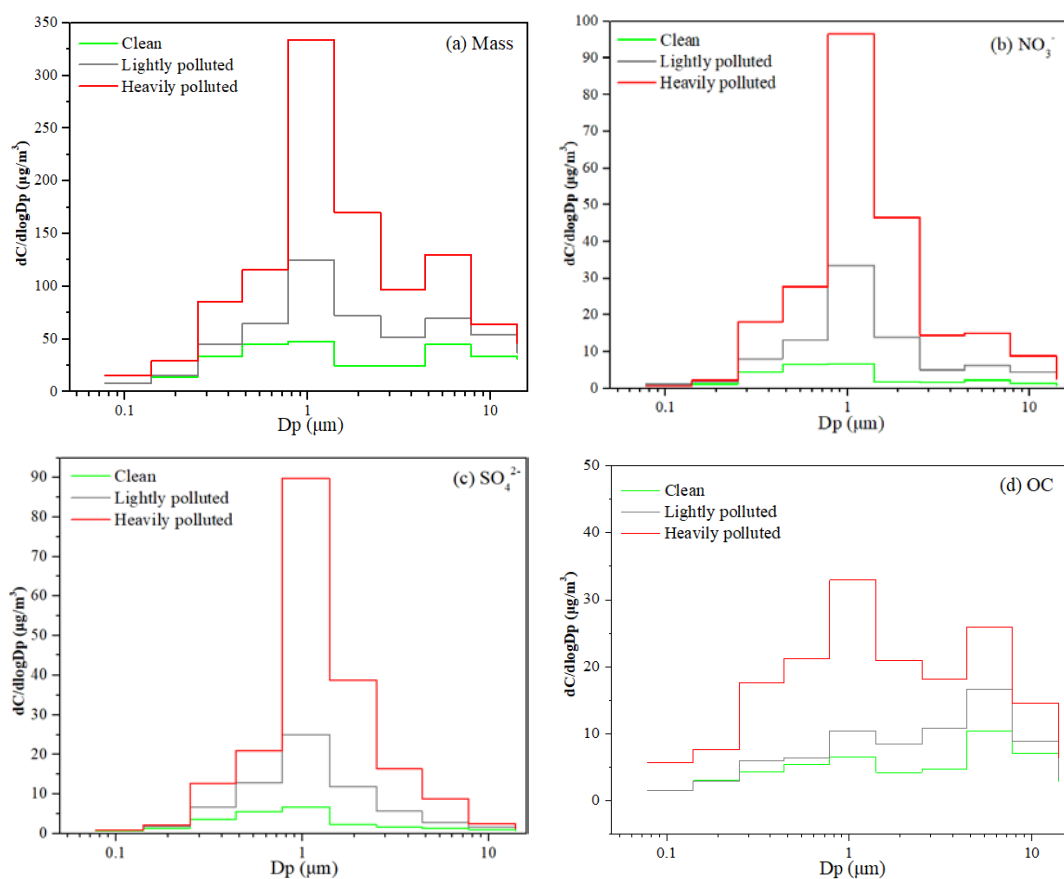 (a) Mass
Clean
Lightly polluted
Heavily polluted
350
300
250
200
150
100
50
0
dC/dlogDp (μg/m³)
0.1 1 10
Dp (μm)
(b) NO₃⁻
Clean
Lightly polluted
Heavily polluted
100
90
80
70
60
50
40
30
20
10
0
dC/dlogDp (μg/m³)
0.1 1 10
Dp (μm)
(c) SO₄²⁻
Clean
Lightly polluted
Heavily polluted
90
80
70
60
50
40
30
20
10
0
dC/dlogDp (μg/m³)
0.1 1 10
Dp (μm)
(d) OC
Clean
Lightly polluted
Heavily polluted
50
40
30
20
10
0
dC/dlogDp (μg/m³)
0.1 1 10
Dp (μm)